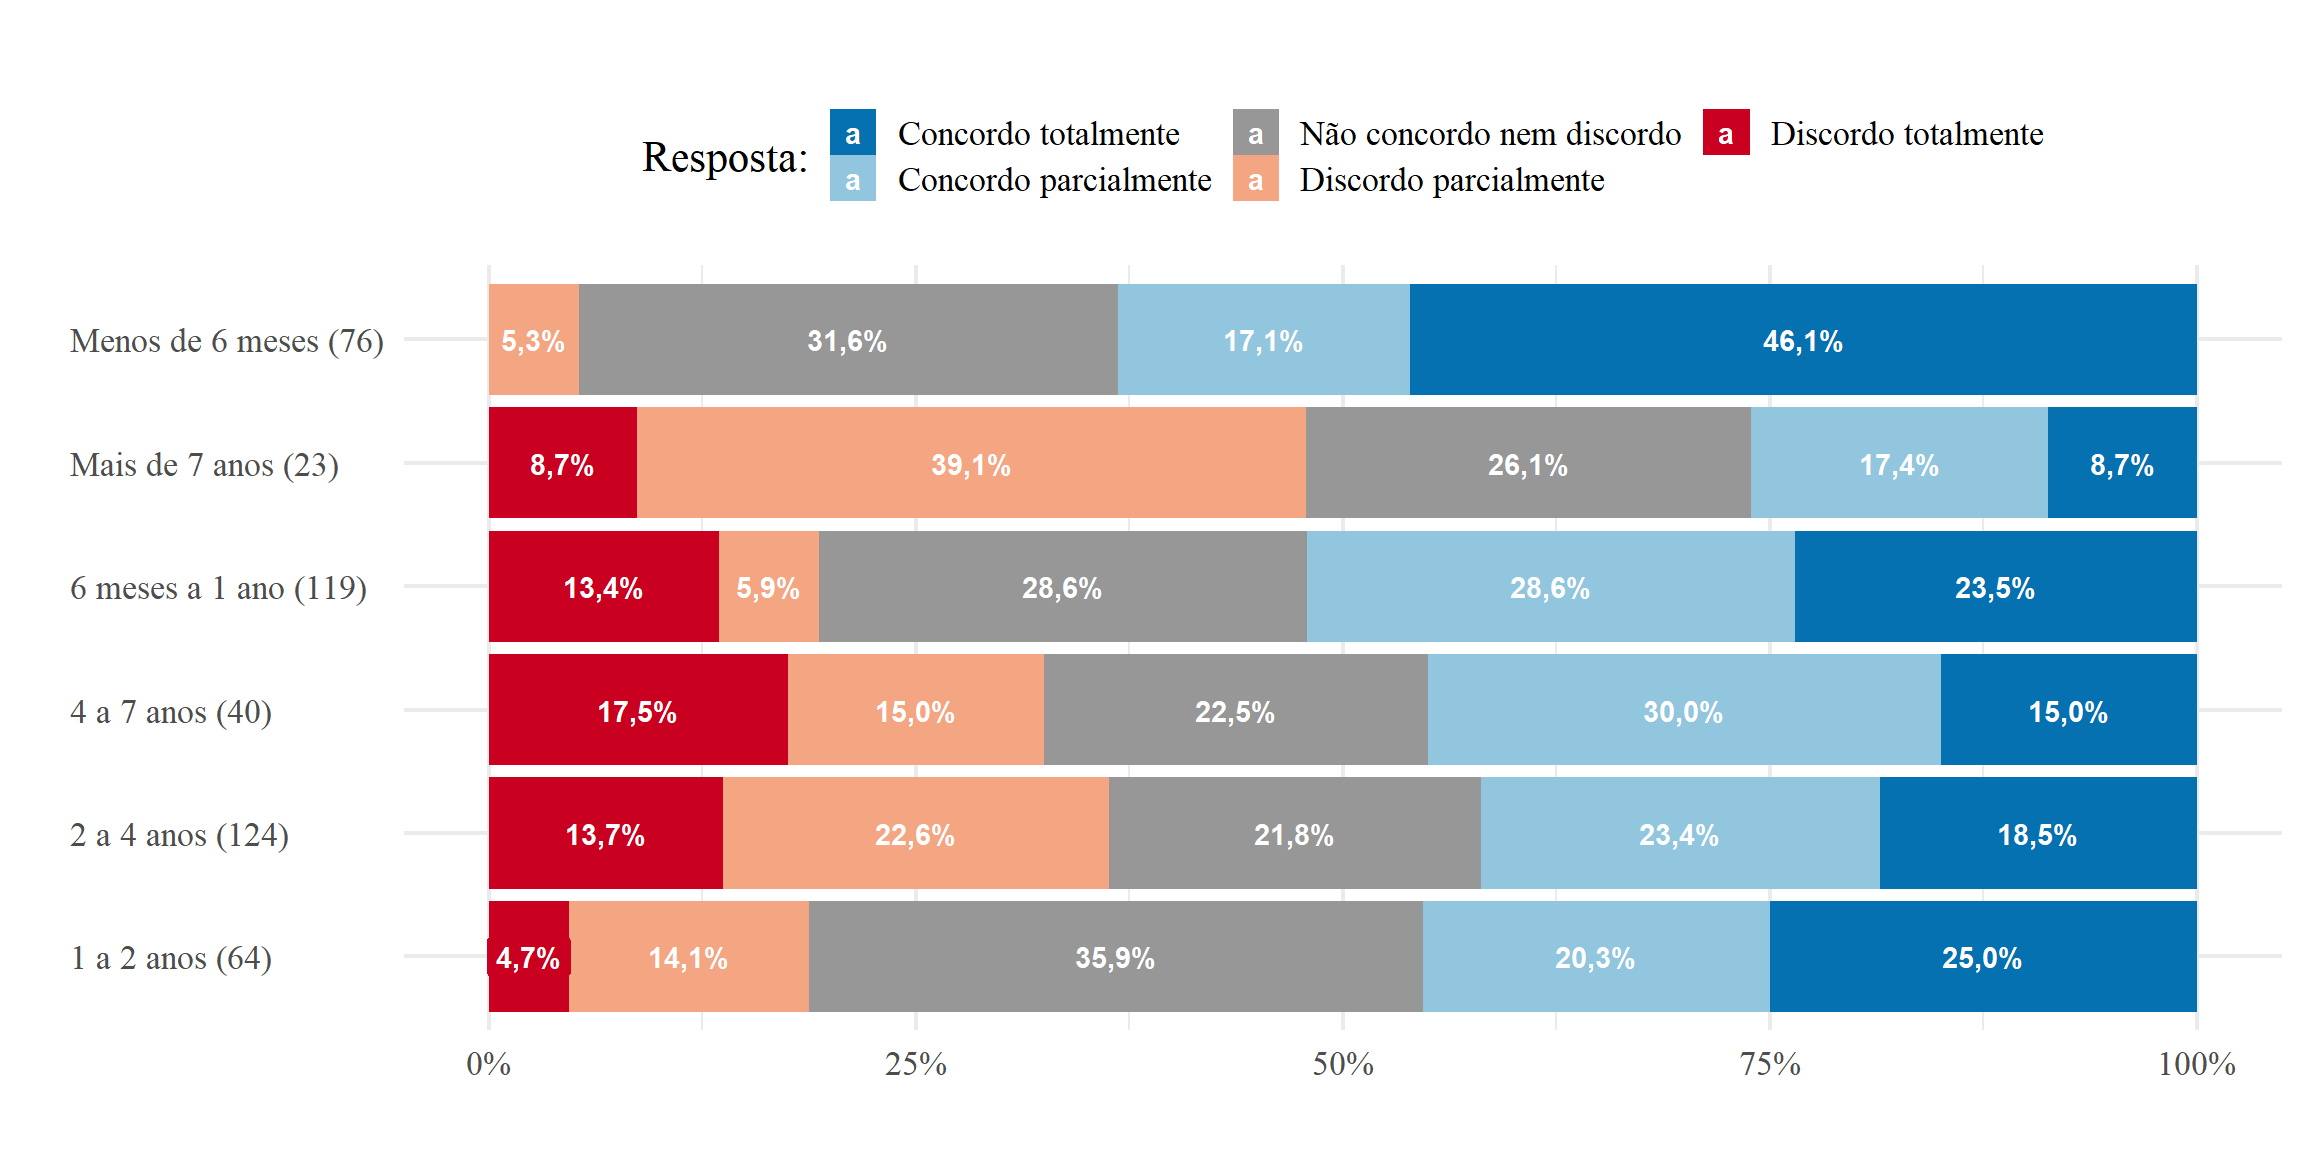 Resposta:
a Concordo totalmente
a Concordo parcialmente
a Não concordo nem discordo
a Discordo parcialmente
a Discordo totalmente
Menos de 6 meses (76) 5,3% 31,6% 17,1% 46,1%
Mais de 7 anos (23) 8,7% 39,1% 26,1% 17,4% 8,7%
6 meses a 1 ano (119) 13,4% 5,9% 28,6% 28,6% 23,5%
4 a 7 anos (40) 17,5% 15,0% 22,5% 30,0% 15,0%
2 a 4 anos (124) 13,7% 22,6% 21,8% 23,4% 18,5%
1 a 2 anos (64) 4,7% 14,1% 35,9% 20,3% 25,0%
0% 25% 50% 75% 100%